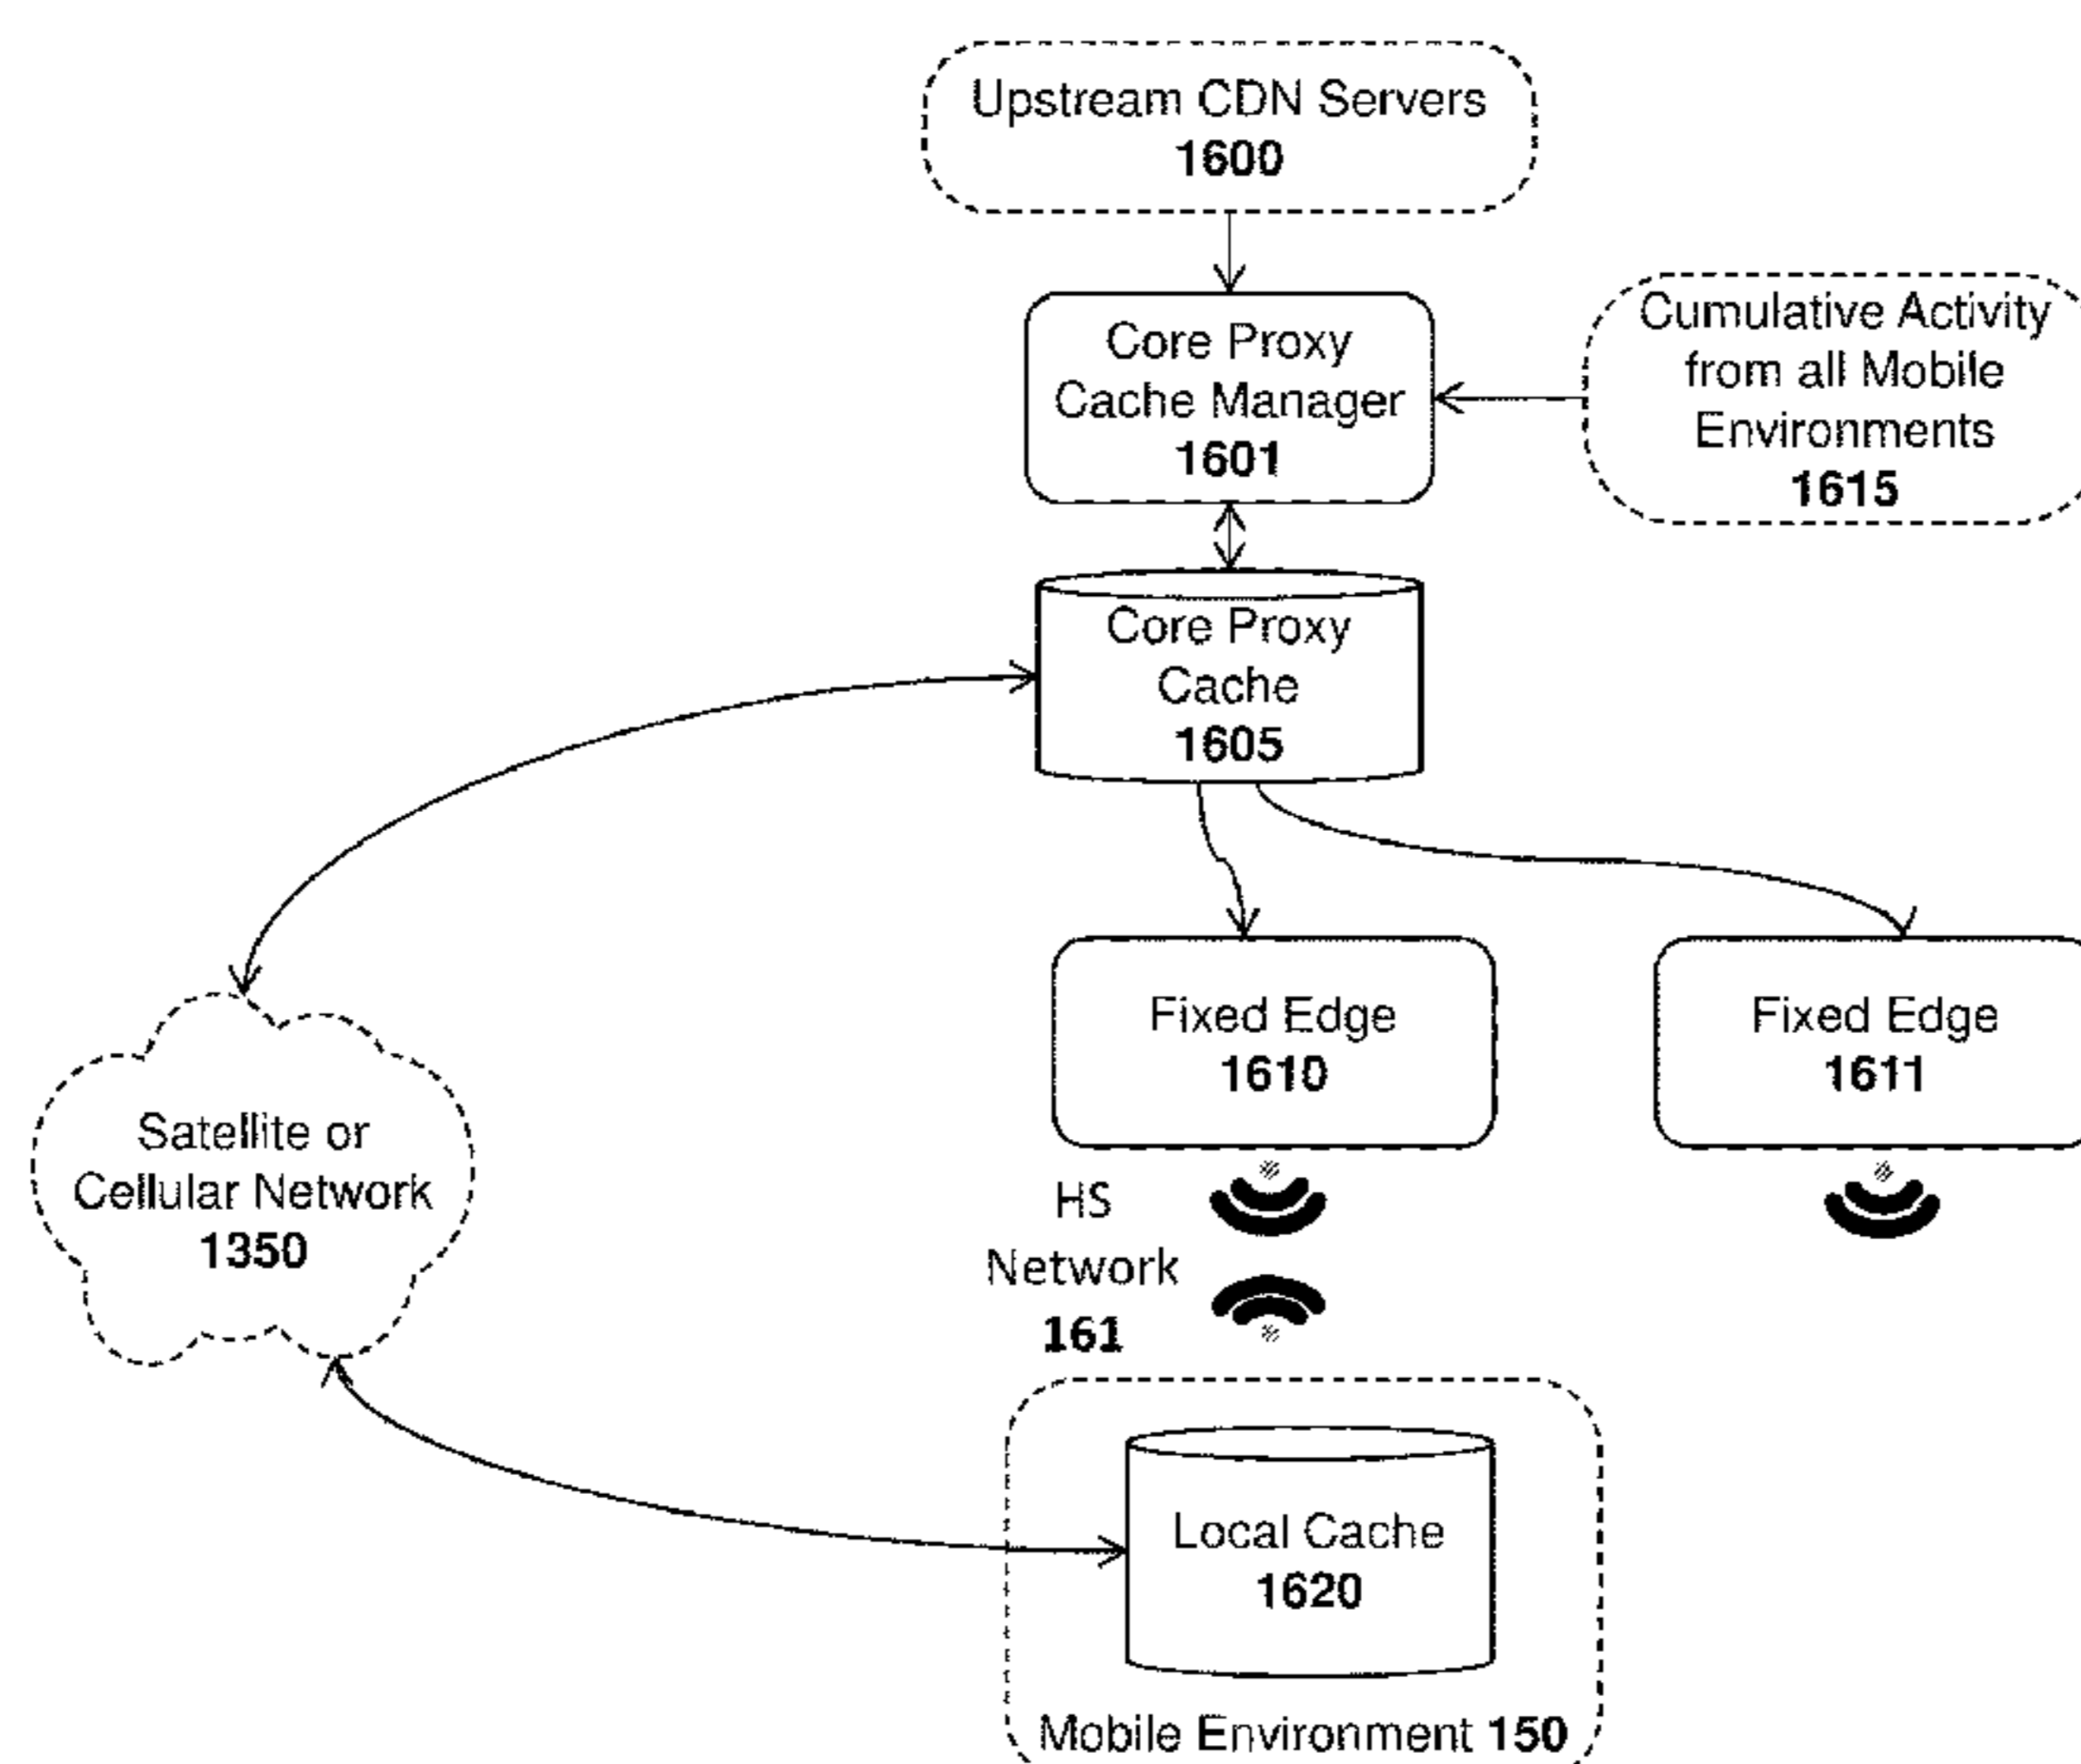 Upstream CDN Servers
1600
Core Proxy
Cache Manager
1601
Cumulative Activity
from all Mobile
Environments
1615
Core Proxy
Cache
1605
Fixed Edge
1610
Fixed Edge
1611
Satellite or
Cellular Network
1350
HS
Network
161
Local Cache
1620
Mobile Environment 150